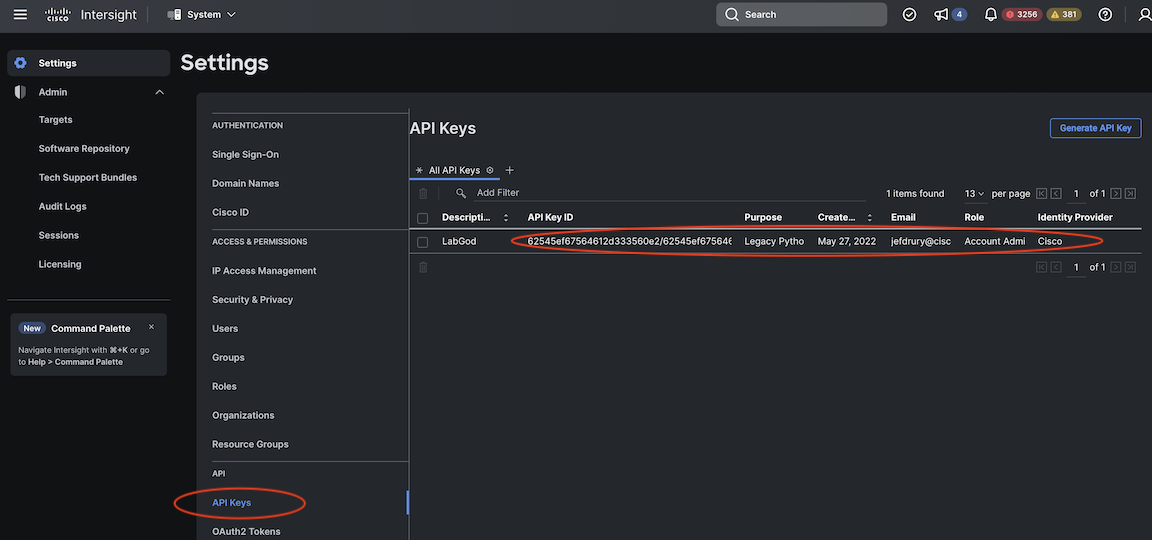 cisco Intersight System Search 4 3256 381
Settings
Admin
Targets
Software Repository
Tech Support Bundles
Audit Logs
Sessions
Licensing
New Command Palette ×
Navigate Intersight with ⌘+K or go
to Help > Command Palette
Settings
AUTHENTICATION
Single Sign-On
Domain Names
Cisco ID
ACCESS & PERMISSIONS
IP Access Management
Security & Privacy
Users
Groups
Roles
Organizations
Resource Groups
API
API Keys
OAuth2 Tokens
API Keys
Generate API Key
All API Keys +
Add Filter 1 items found 13 per page 1 of 1
Descripti... API Key ID Purpose Create... Email Role Identity Provider
LabGod 62545ef67564612d333560e2/62545ef675646 Legacy Pytho May 27, 2022 jefdrury@cisc Account Admi Cisco
1 of 1